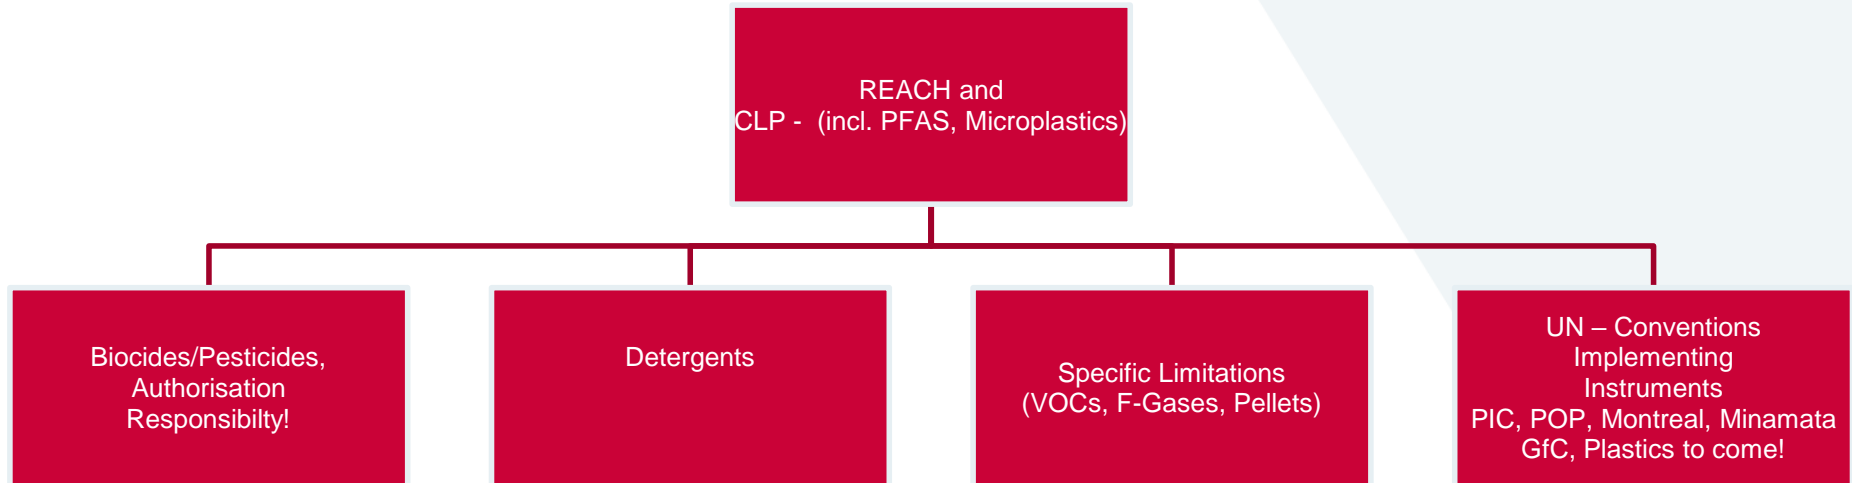 REACH and
CLP - (incl. PFAS, Microplastics)
Biocides/Pesticides,
Authorisation
Responsibilty!
Detergents
Specific Limitations
(VOCs, F-Gases, Pellets)
UN – Conventions
Implementing
Instruments
PIC, POP, Montreal, Minamata
GfC, Plastics to come!